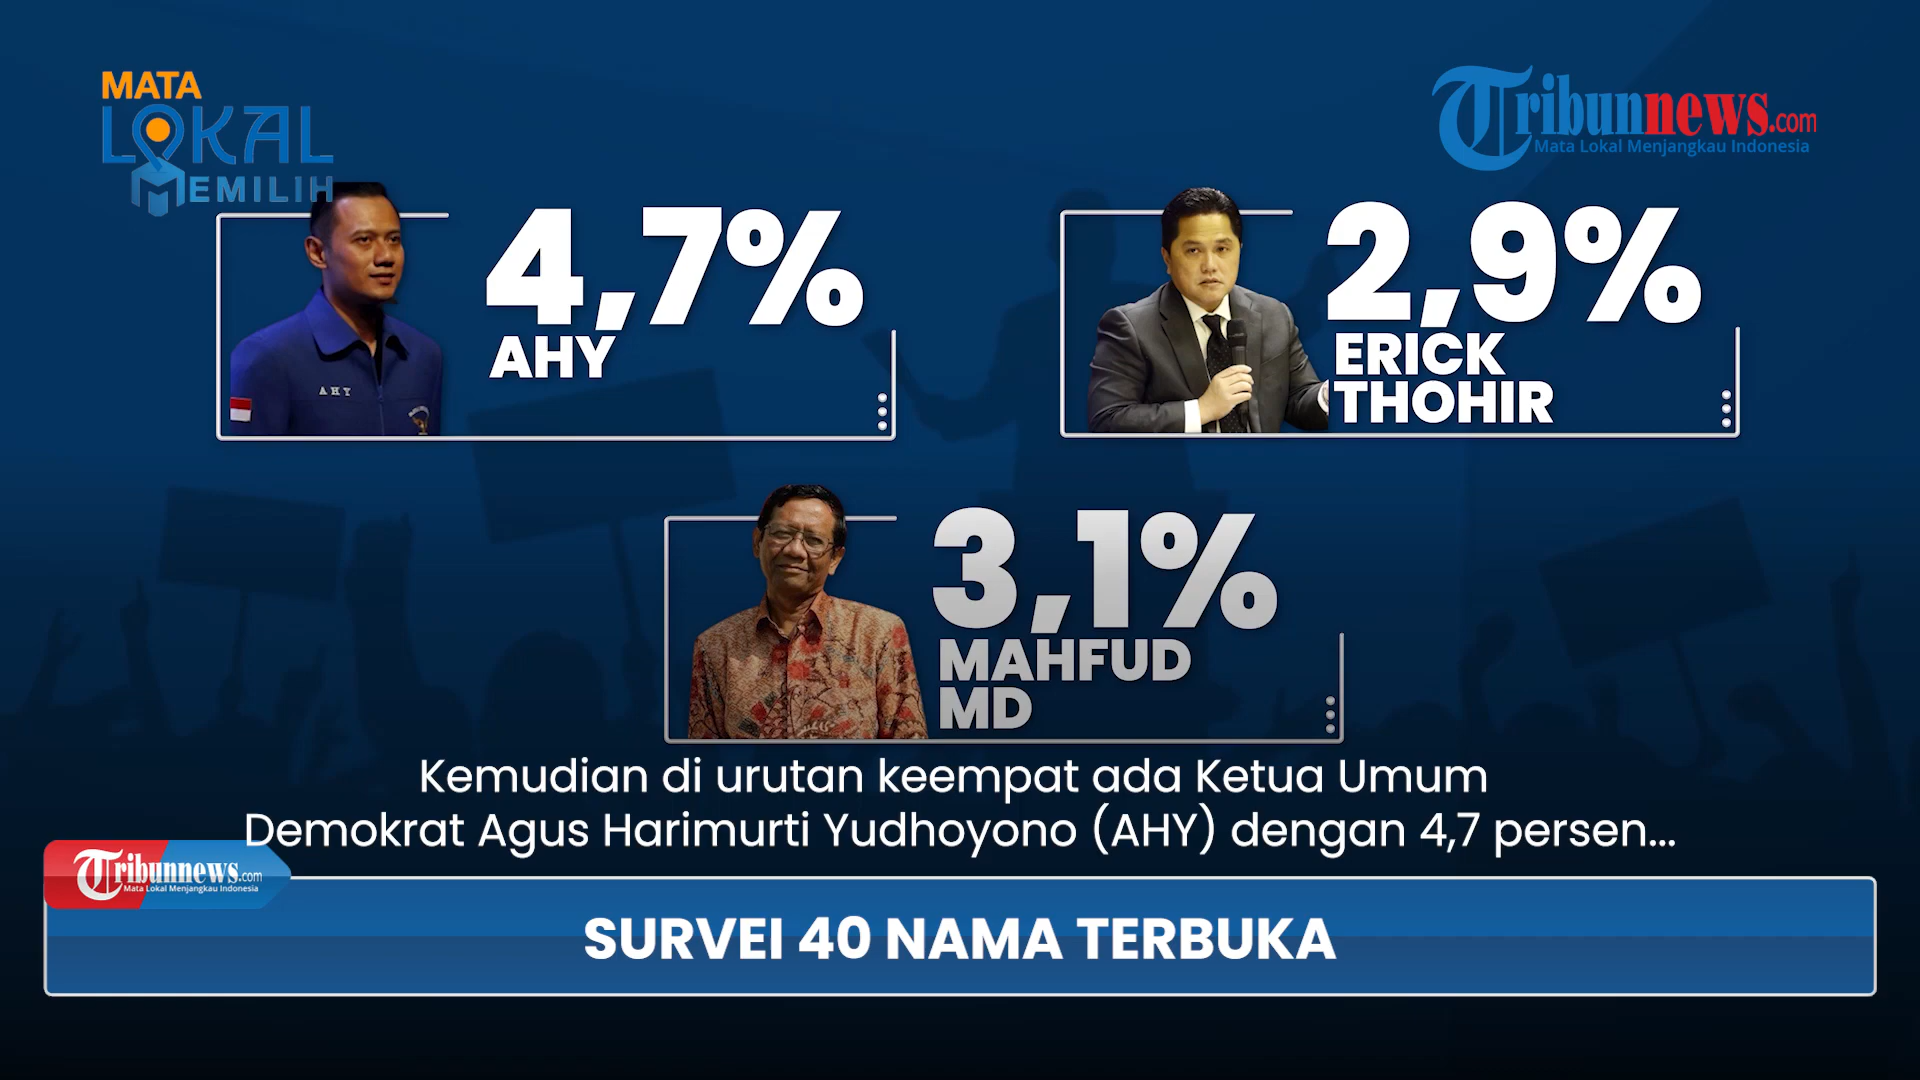 MATA
LOKAL
MEMILIH
Tribunnews.com
Mata Lokal Menjangkau Indonesia
4,7%
AHY
AHY
2,9%
ERICK
THOHIR
3,1%
MAHFUD
MD
Kemudian di urutan keempat ada Ketua Umum
Demokrat Agus Harimurti Yudhoyono (AHY) dengan 4,7 persen...
Tribunnews.com
Mata Lokal Menjangkau Indonesia
SURVEI 40 NAMA TERBUKA